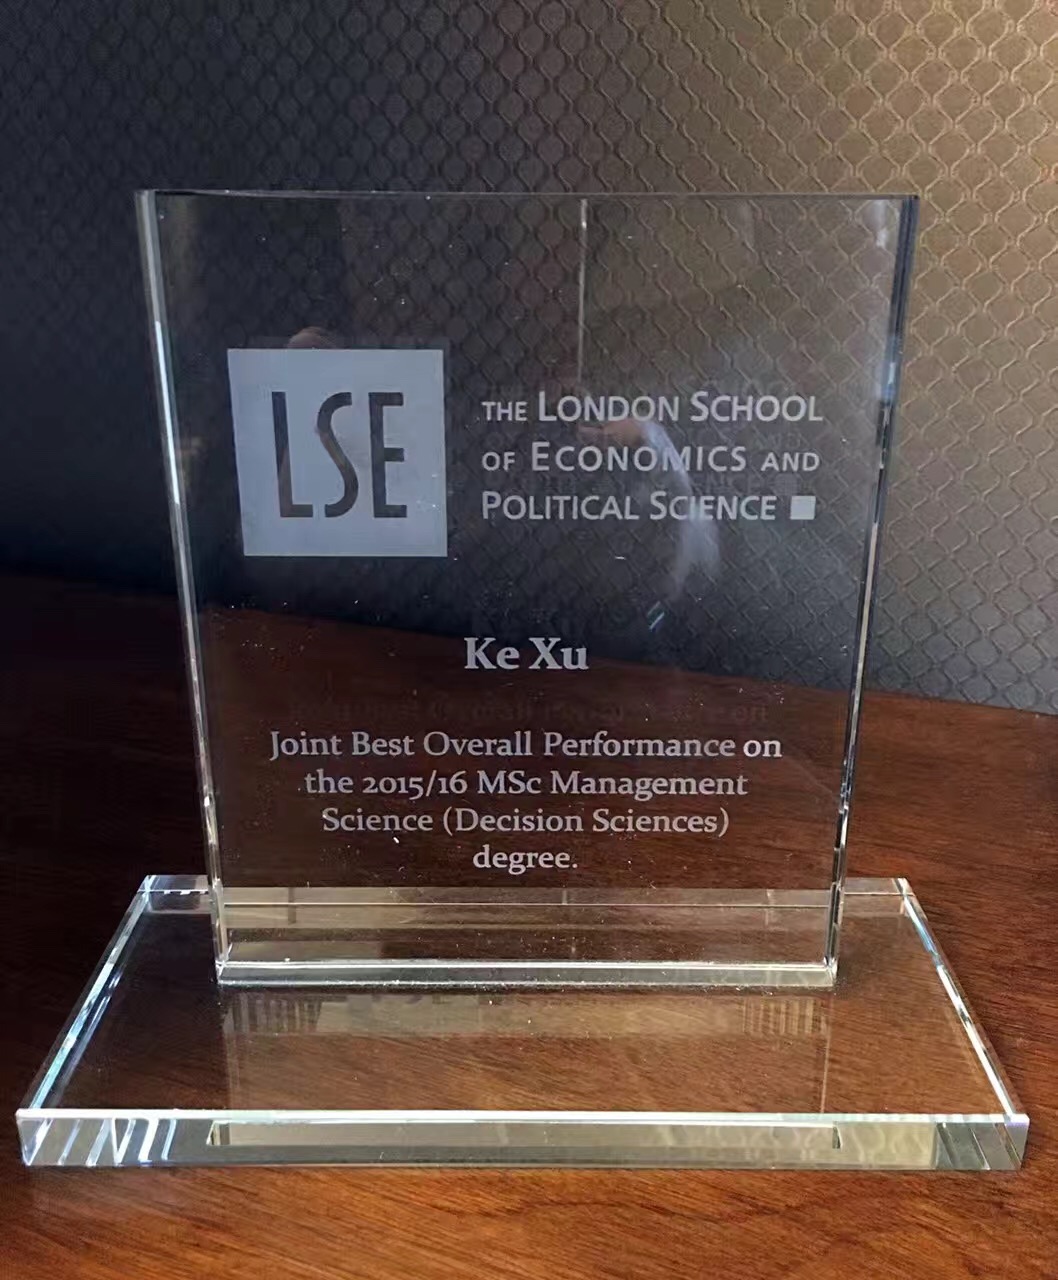 LSE
THE LONDON SCHOOL
OF ECONOMICS AND
POLITICAL SCIENCE
Ke Xu
Joint Best Overall Performance on
the 2015/16 MSc Management
Science (Decision Sciences)
degree.